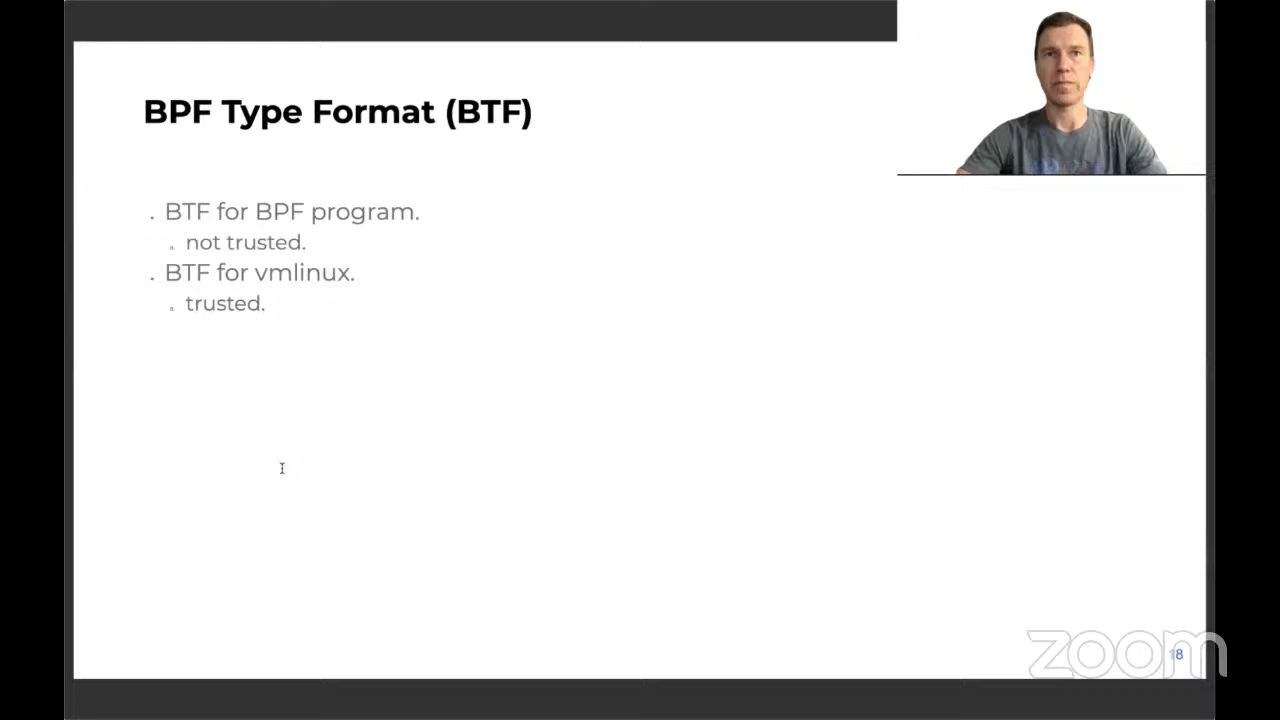 BPF Type Format (BTF)
. BTF for BPF program.
a. not trusted.
. BTF for vmlinux.
a. trusted.
zoom
18